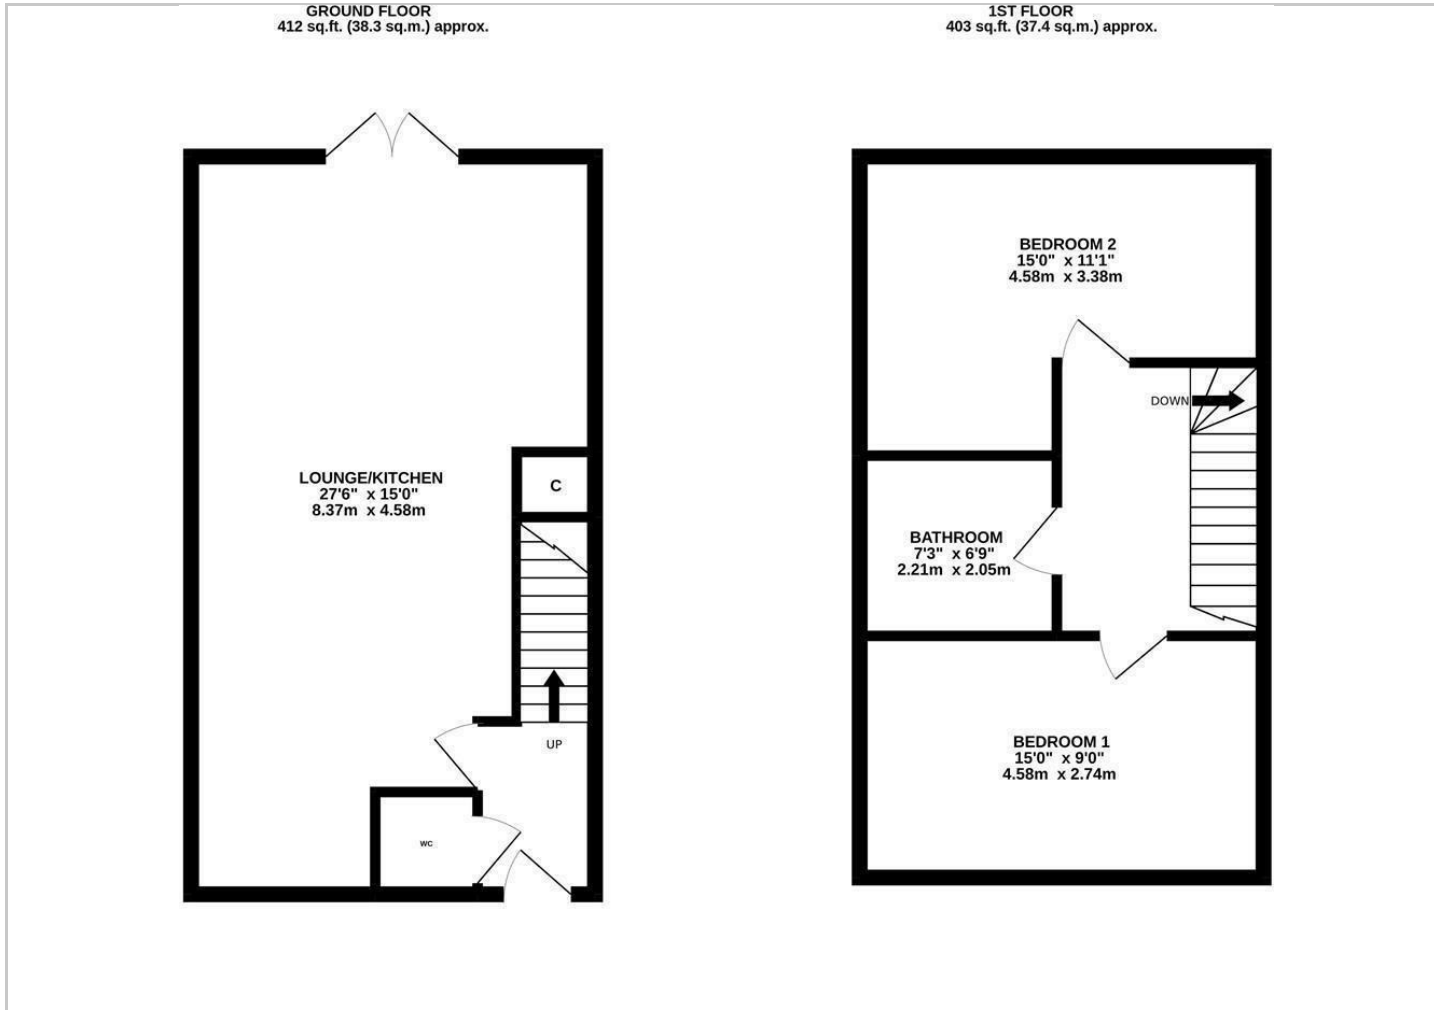 GROUND FLOOR
412 sq.ft. (38.3 sq.m.) approx.
1ST FLOOR
403 sq.ft. (37.4 sq.m.) approx.
BEDROOM 2
15'0" x 11'1"
4.58m x 3.38m
DOWN
LOUNGE/KITCHEN
27'6" x 15'0"
8.37m x 4.58m
C
BATHROOM
7'3" x 6'9"
2.21m x 2.05m
UP
BEDROOM 1
15'0" x 9'0"
4.58m x 2.74m
WC